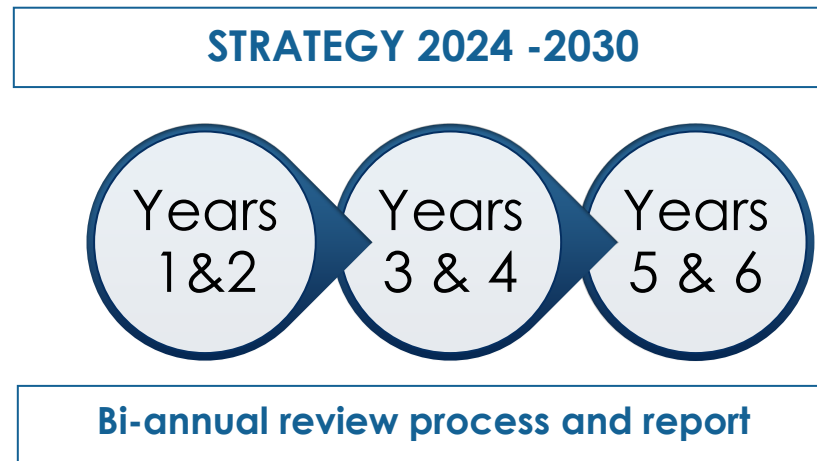 STRATEGY 2024 -2030
Years
1&2
Years
3 & 4
Years
5 & 6
Bi-annual review process and report